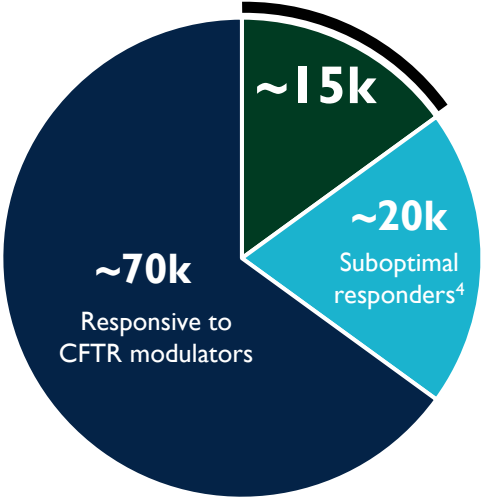 ~15k
~20k
Suboptimal
responders⁴
~70k
Responsive to
CFTR modulators